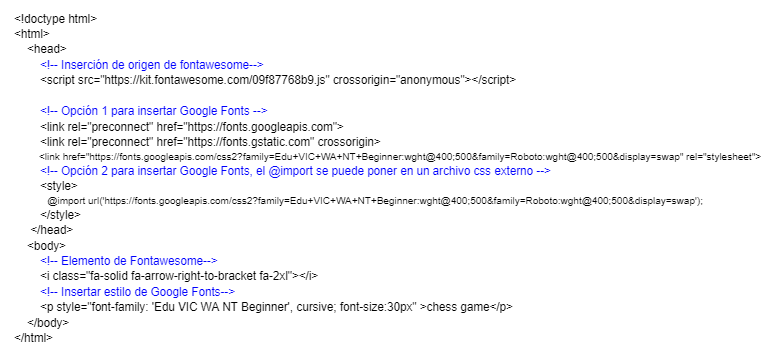 <!doctype html>
<html>
<head>
<!-- Inserción de origen de fontawesome-->
<script src="https://kit.fontawesome.com/09f87768b9.js" crossorigin="anonymous"></script>
<!-- Opción 1 para insertar Google Fonts -->
<link rel="preconnect" href="https://fonts.googleapis.com">
<link rel="preconnect" href="https://fonts.gstatic.com" crossorigin>
<link href="https://fonts.googleapis.com/css2?family=Edu+VIC+WA+NT+Beginner:wght@400;500&family=Roboto:wght@400;500&display=swap" rel="stylesheet">
<!-- Opción 2 para insertar Google Fonts, el @import se puede poner en un archivo css externo -->
<style>
@import url('https://fonts.googleapis.com/css2?family=Edu+VIC+WA+NT+Beginner:wght@400;500&family=Roboto:wght@400;500&display=swap');
</style>
</head>
<body>
<!-- Elemento de Fontawesome-->
<i class="fa-solid fa-arrow-right-to-bracket fa-2xl"></i>
<!-- Insertar estilo de Google Fonts-->
<p style="font-family: 'Edu VIC WA NT Beginner', cursive; font-size:30px" >chess game</p>
</body>
</html>